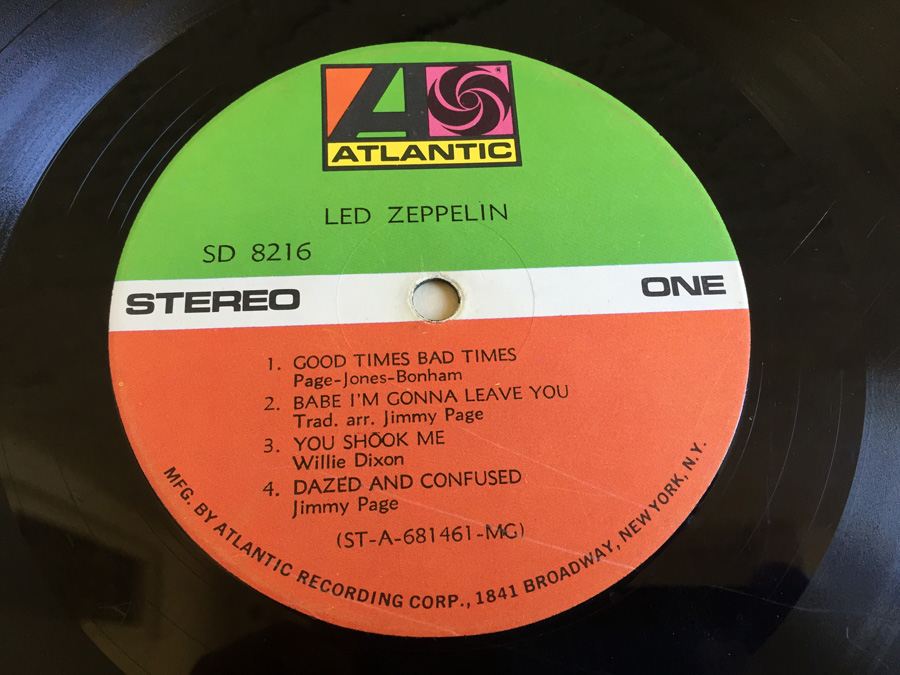 ATLANTIC
LED ZEPPELIN
SD 8216
STEREO
ONE
1. GOOD TIMES BAD TIMES
Page-Jones-Bonham
2. BABE I'M GONNA LEAVE YOU
Trad. arr. Jimmy Page
3. YOU SHOOK ME
Willie Dixon
4. DAZED AND CONFUSED
Jimmy Page
(ST-A-681461-MG)
MFG. BY ATLANTIC RECORDING CORP., 1841 BROADWAY, NEW YORK, N.Y.